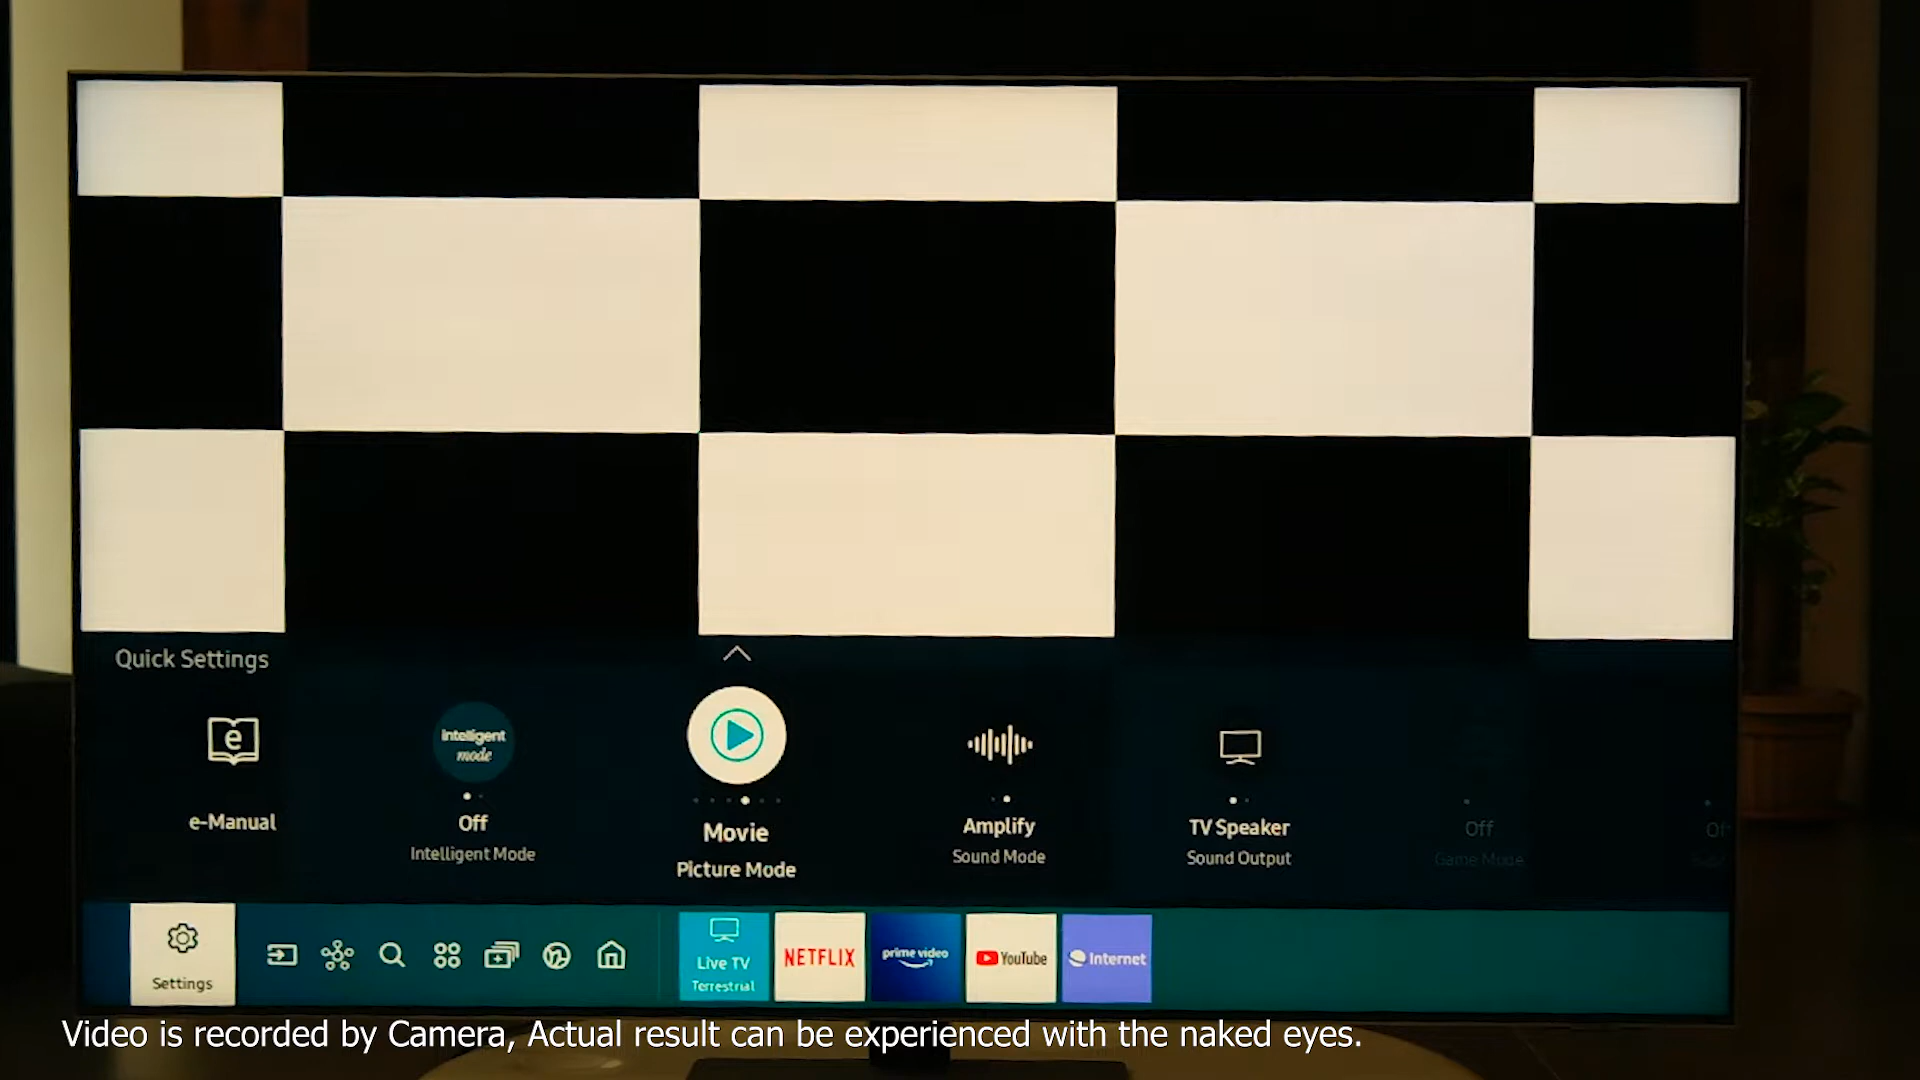 Quick Settings
e
intelligent
mode
e-Manual
Off
Intelligent Mode
Movie
Picture Mode
Amplify
Sound Mode
TV Speaker
Sound Output
Off
Game Mode
Settings
Live TV
Terrestrial
NETFLIX
prime video
YouTube
Internet
Video is recorded by Camera, Actual result can be experienced with the naked eyes.